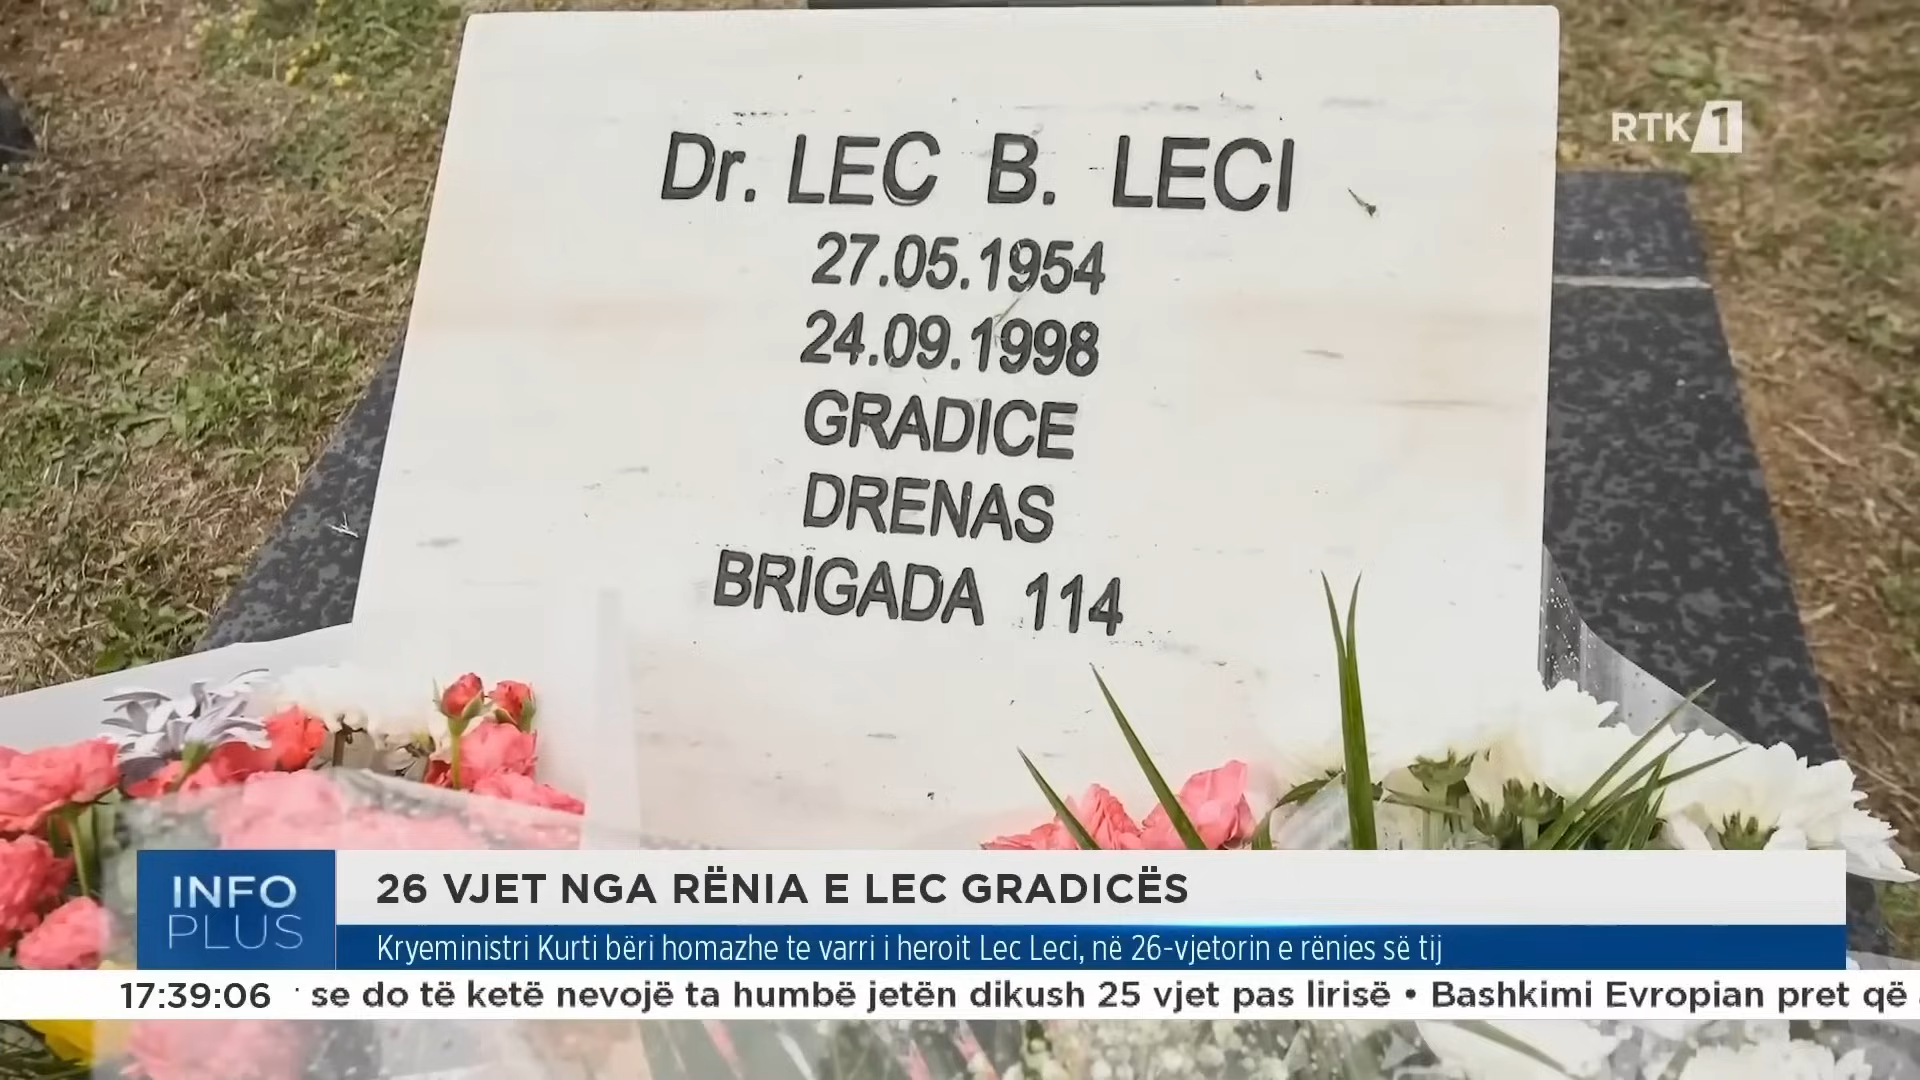 Dr. LEC B. LECI
27.05.1954
24.09.1998
GRADICE
DRENAS
BRIGADA 114
RTK 1
INFO
PLUS
26 VJET NGA RËNIA E LEC GRADICËS
Kryeministri Kurti bëri homazhe te varri i heroit Lec Leci, në 26-vjetorin e rënies së tij
17:39:06 se do të ketë nevojë ta humbë jetën dikush 25 vjet pas lirisë • Bashkimi Evropian pret që